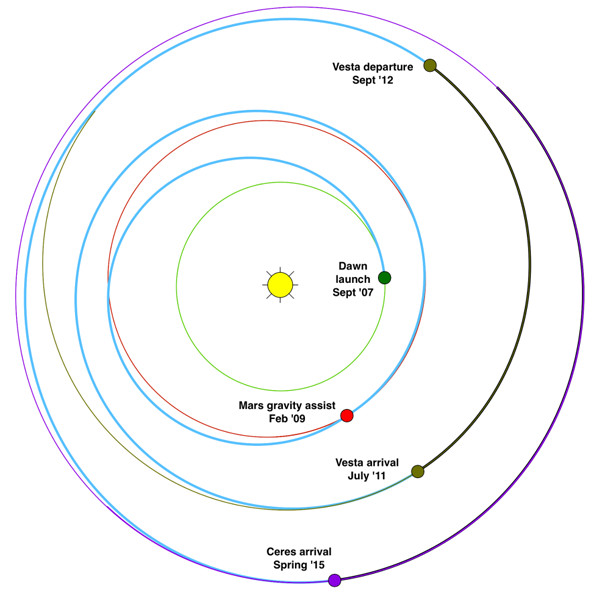 Vesta departure
Sept '12
Dawn
launch
Sept '07
Mars gravity assist
Feb '09
Vesta arrival
July '11
Ceres arrival
Spring '15